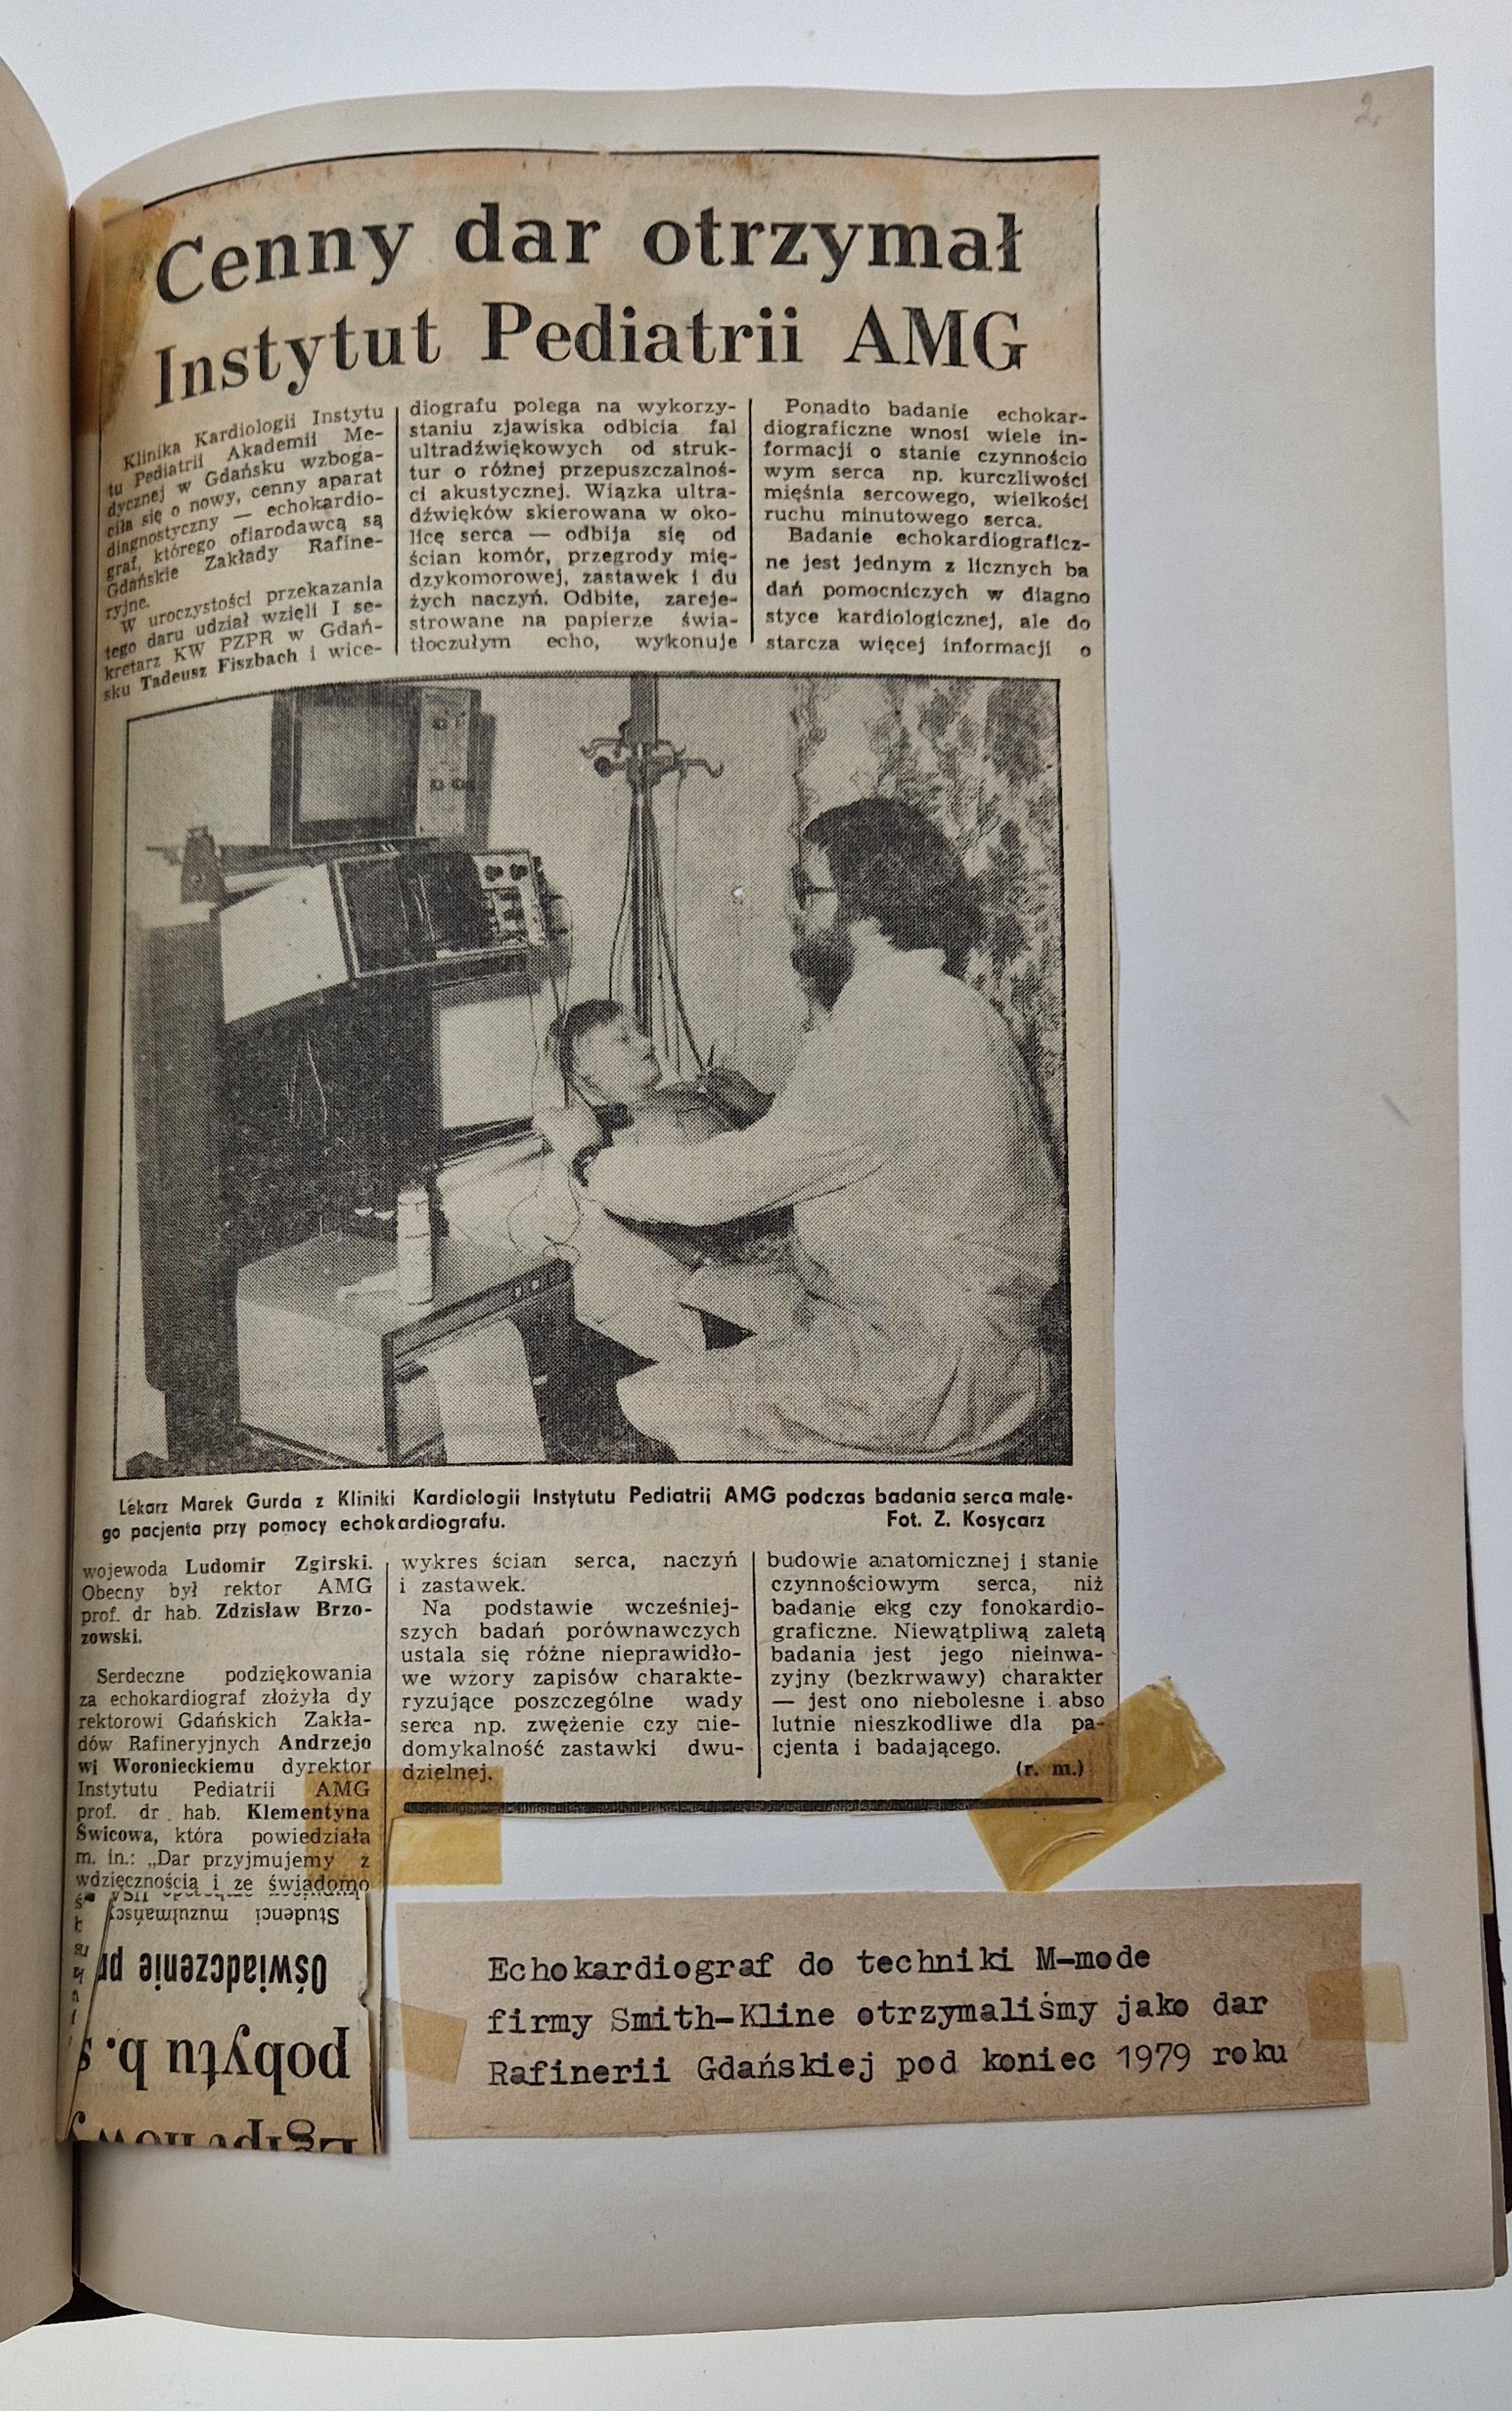 2
Cenny dar otrzymał
Instytut Pediatrii AMG
Klinika Kardiologii Instytu
tu Pediatrii Akademii Me-
dycznej w Gdańsku wzboga-
ciła się o nowy, cenny aparat
diagnostyczny — echokardio-
graf, którego ofiarodawcą są
Gdańskie Zakłady Rafine-
ryjne.
W uroczystości przekazania
tego daru udział wzięli I se-
kretarz KW PZPR w Gdań-
sku Tadeusz Fiszbach i wice-
wojewoda Ludomir Zgirski.
Obecny był rektor AMG
prof. dr hab. Zdzisław Brzo-
zowski.
Serdeczne podziękowania
za echokardiograf złożyła dy
rektorowi Gdańskich Zakła-
dów Rafineryjnych Andrzejo
wi Woronieckiemu dyrektor
Instytutu Pediatrii AMG
prof. dr hab. Klementyna
Świcowa, która powiedziała
m. in.: „Dar przyjmujemy z
wdzięcznością i ze świadomo
diografu polega na wykorzy-
staniu zjawiska odbicia fal
ultradźwiękowych od struk-
tur o różnej przepuszczalnoś-
ci akustycznej. Wiązka ultra-
dźwięków skierowana w oko-
licę serca — odbija się od
ścian komór, przegrody mię-
dzykomorowej, zastawek i du
żych naczyń. Odbite, zareje-
strowane na papierze świa-
tłoczułym echo, wykonuje
wykres ścian serca, naczyń
i zastawek.
Na podstawie wcześniej-
szych badań porównawczych
ustala się różne nieprawidło-
we wzory zapisów charakte-
ryzujące poszczególne wady
serca np. zwężenie czy nie-
domykalność zastawki dwu-
dzielnej.
Ponadto badanie echokar-
diograficzne wnosi wiele in-
formacji o stanie czynnościo
wym serca np. kurczliwości
mięśnia sercowego, wielkości
ruchu minutowego serca.
Badanie echokardiograficz-
ne jest jednym z licznych ba
dań pomocniczych w diagno
styce kardiologicznej, ale do
starcza więcej informacji o
budowie anatomicznej i stanie
czynnościowym serca, niż
badanie ekg czy fonokardio-
graficzne. Niewątpliwą zaletą
badania jest jego nieinwa-
zyjny (bezkrwawy) charakter
— jest ono niebolesne i abso
lutnie nieszkodliwe dla pa-
cjenta i badającego.
(r. m.)
Lekarz Marek Gurda z Kliniki Kardiologii Instytutu Pediatrii AMG podczas badania serca małe-
go pacjenta przy pomocy echokardiografu.
Fot. Z. Kosycarz
Studenci muzułmańscy
Oświadczenie pr
pobytu b. s
Echokardiograf do techniki M-mode
firmy Smith-Kline otrzymaliśmy jako dar
Rafinerii Gdańskiej pod koniec 1979 roku